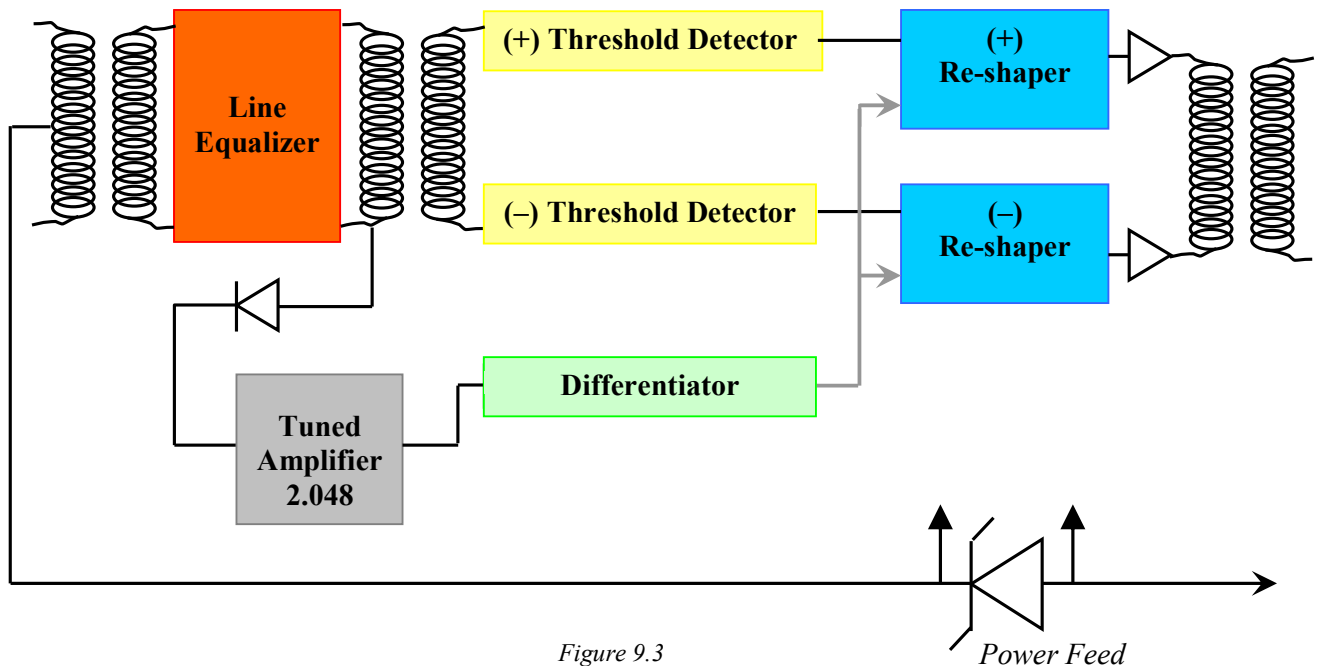 (+) Threshold Detector
(+)
Re-shaper
Line
Equalizer
(–) Threshold Detector
(–)
Re-shaper
Differentiator
Tuned
Amplifier
2.048
Figure 9.3
Power Feed